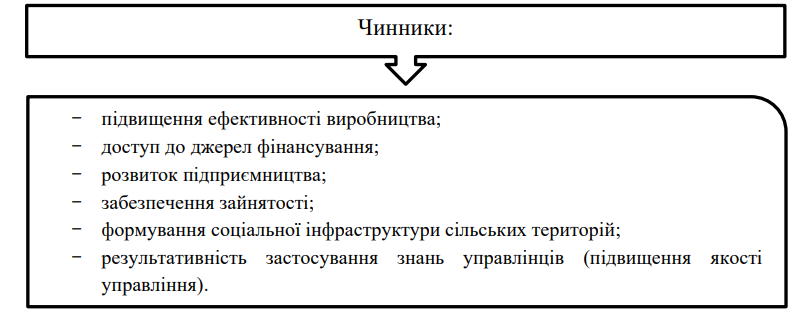 Чинники:
− підвищення ефективності виробництва;
− доступ до джерел фінансування;
− розвиток підприємництва;
− забезпечення зайнятості;
− формування соціальної інфраструктури сільських територій;
− результативність застосування знань управлінців (підвищення якості
управління).